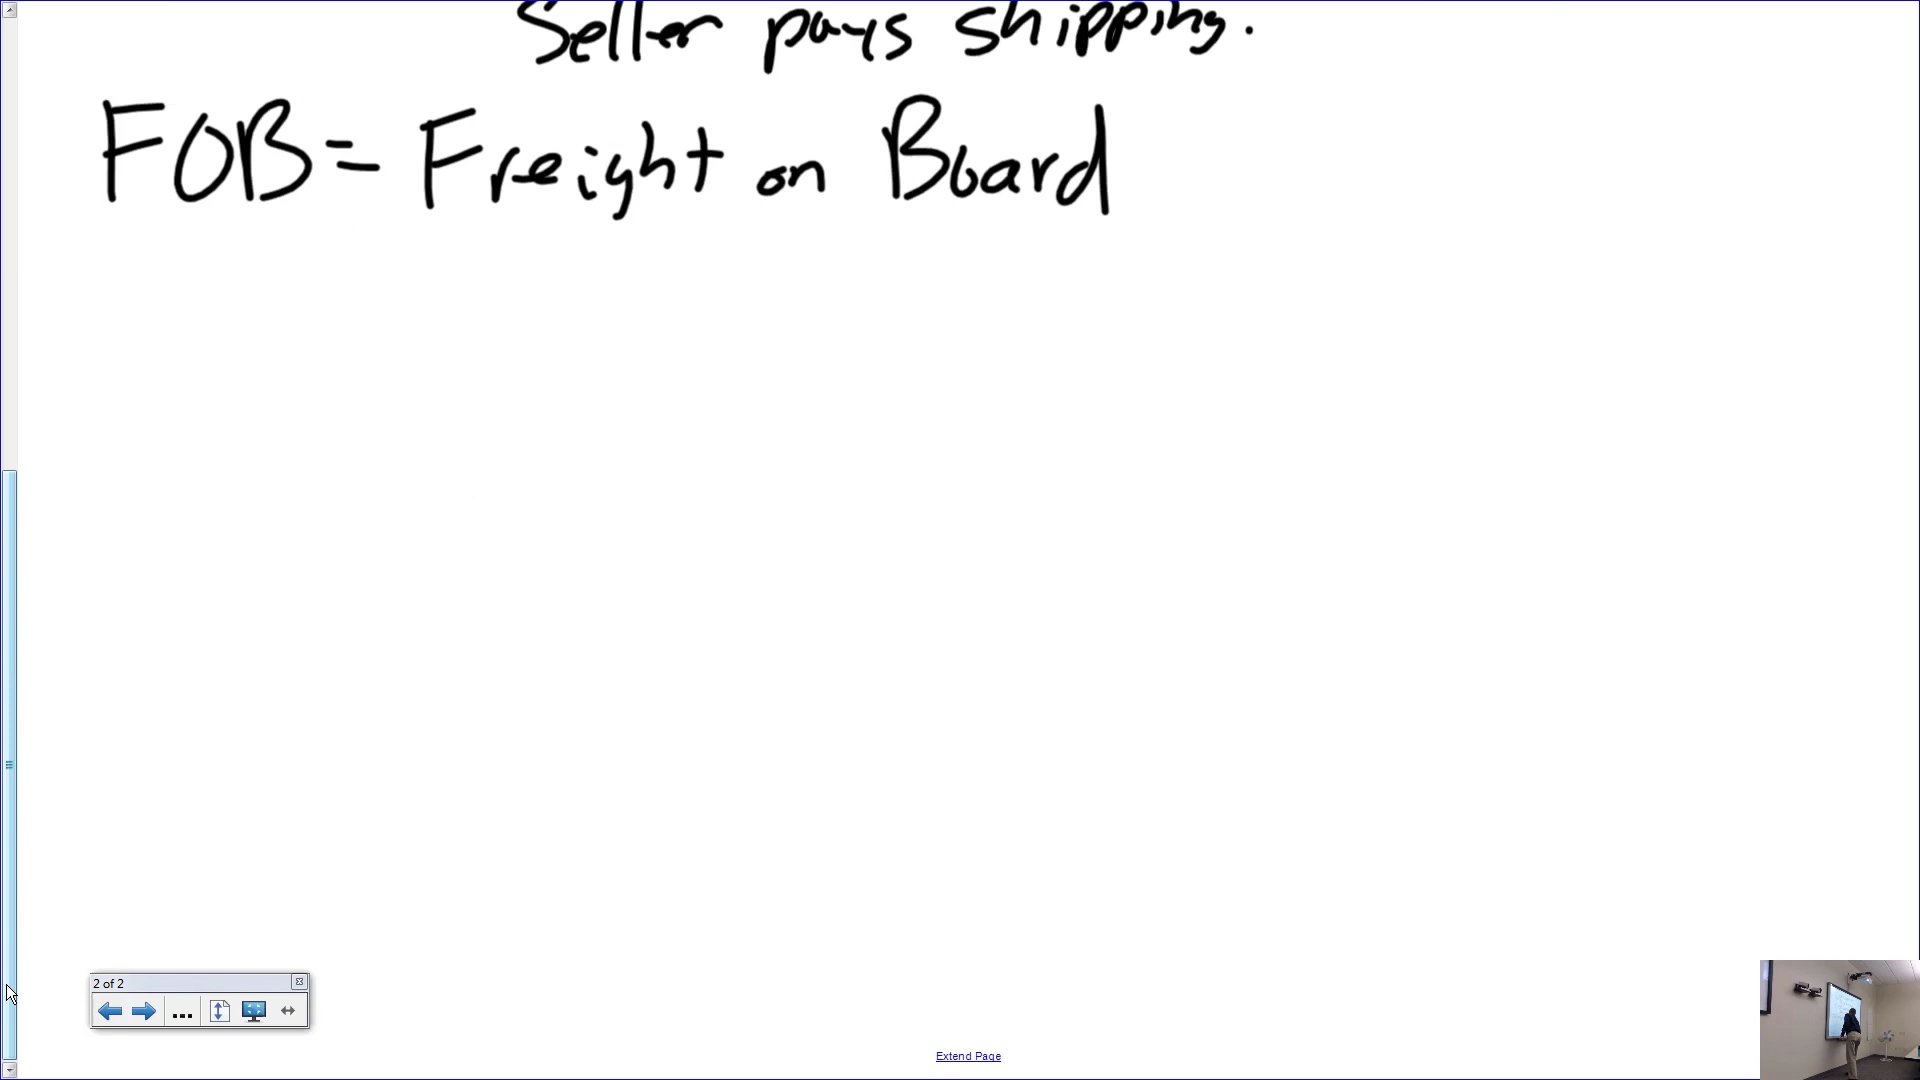 Seller pays shipping.
FOB = Freight on Board
2 of 2
...
Extend Page